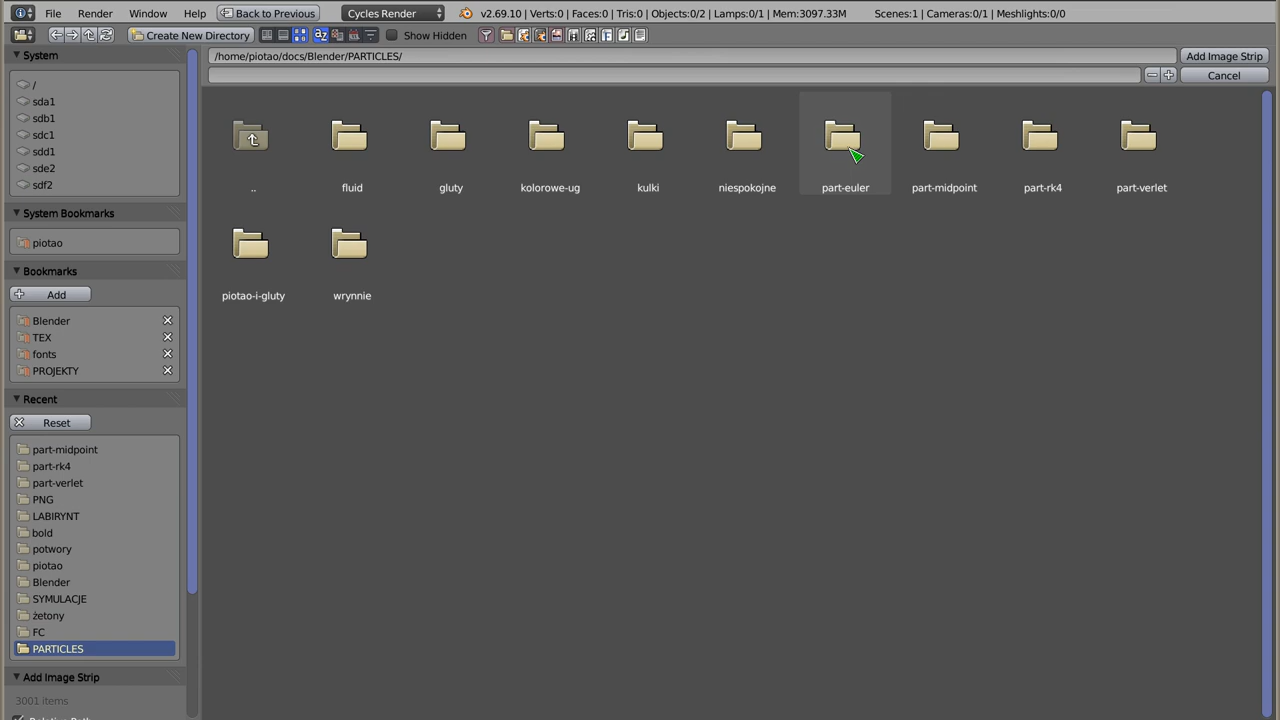 File Render Window Help Back to Previous Cycles Render v2.69.10 | Verts:0 | Faces:0 | Tris:0 | Objects:0/2 | Lamps:0/1 | Mem:3097.33M Scenes:1 | Cameras:0/1 | Meshlights:0/0
Create New Directory Show Hidden
System
/home/piotao/docs/Blender/PARTICLES/ Add Image Strip
Cancel
/
sda1
sdb1
sdc1
sdd1
sde2
sdf2
System Bookmarks
piotao
Bookmarks
Add
Blender
TEX
fonts
PROJEKTY
Recent
Reset
part-midpoint
part-rk4
part-verlet
PNG
LABIRYNT
bold
potwory
piotao
Blender
SYMULACJE
żetony
FC
PARTICLES
Add Image Strip
3001 items
.. fluid gluty kolorowe-ug kulki niespokojne part-euler part-midpoint part-rk4 part-verlet
piotao-i-gluty wrynnie